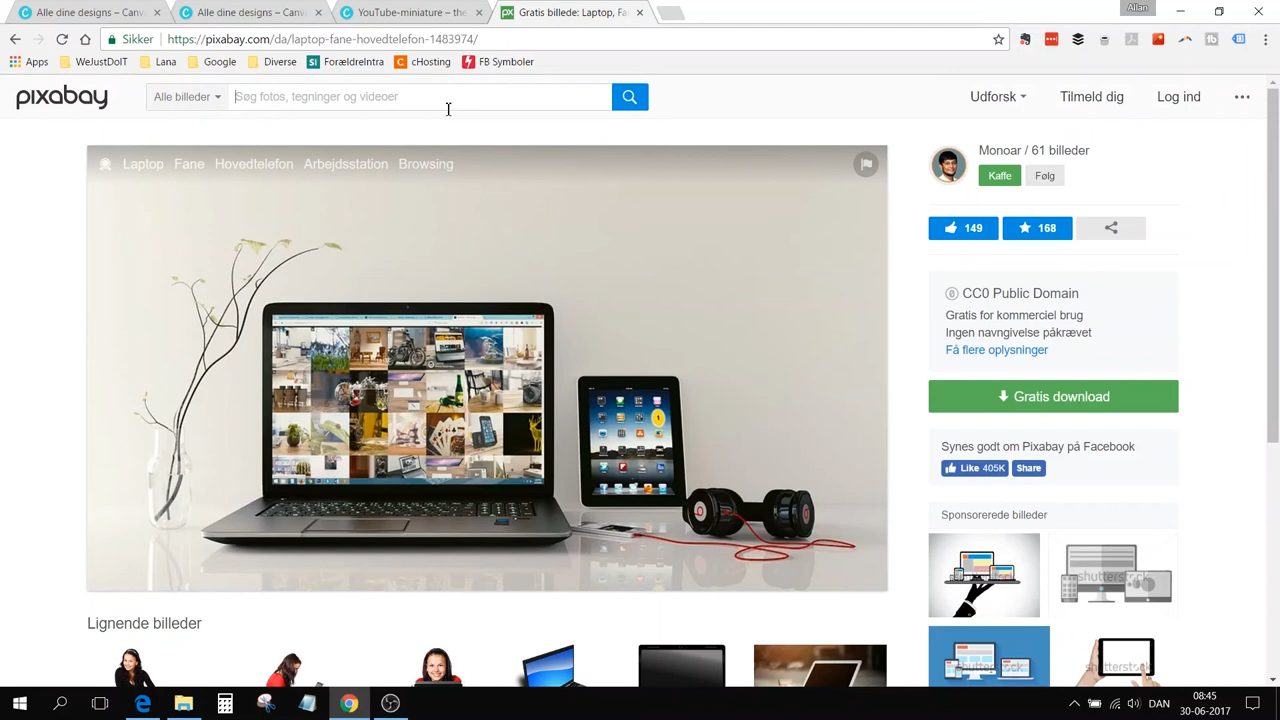 Alle dine designs – Canv
Alle dine designs – Canv
YouTube-miniature – the
Gratis billede: Laptop, Fa
Allan
Sikker
https://pixabay.com/da/laptop-fane-hovedtelefon-1483974/
Apps
WeJustDoIT
Lana
Google
Diverse
SI ForældreIntra
C cHosting
FB Symboler
pixabay
Alle billeder
Søg fotos, tegninger og videoer
Udforsk
Tilmeld dig
Log ind
Laptop Fane Hovedtelefon Arbejdsstation Browsing
Monoar / 61 billeder
Kaffe
Følg
149
168
CC0 Public Domain
Gratis for kommerciel brug
Ingen navngivelse påkrævet
Få flere oplysninger
Gratis download
Synes godt om Pixabay på Facebook
Like 405K
Share
Sponsorerede billeder
shutterstock
shutterstock
shutterstock
Lignende billeder
DAN
08:45
30-06-2017